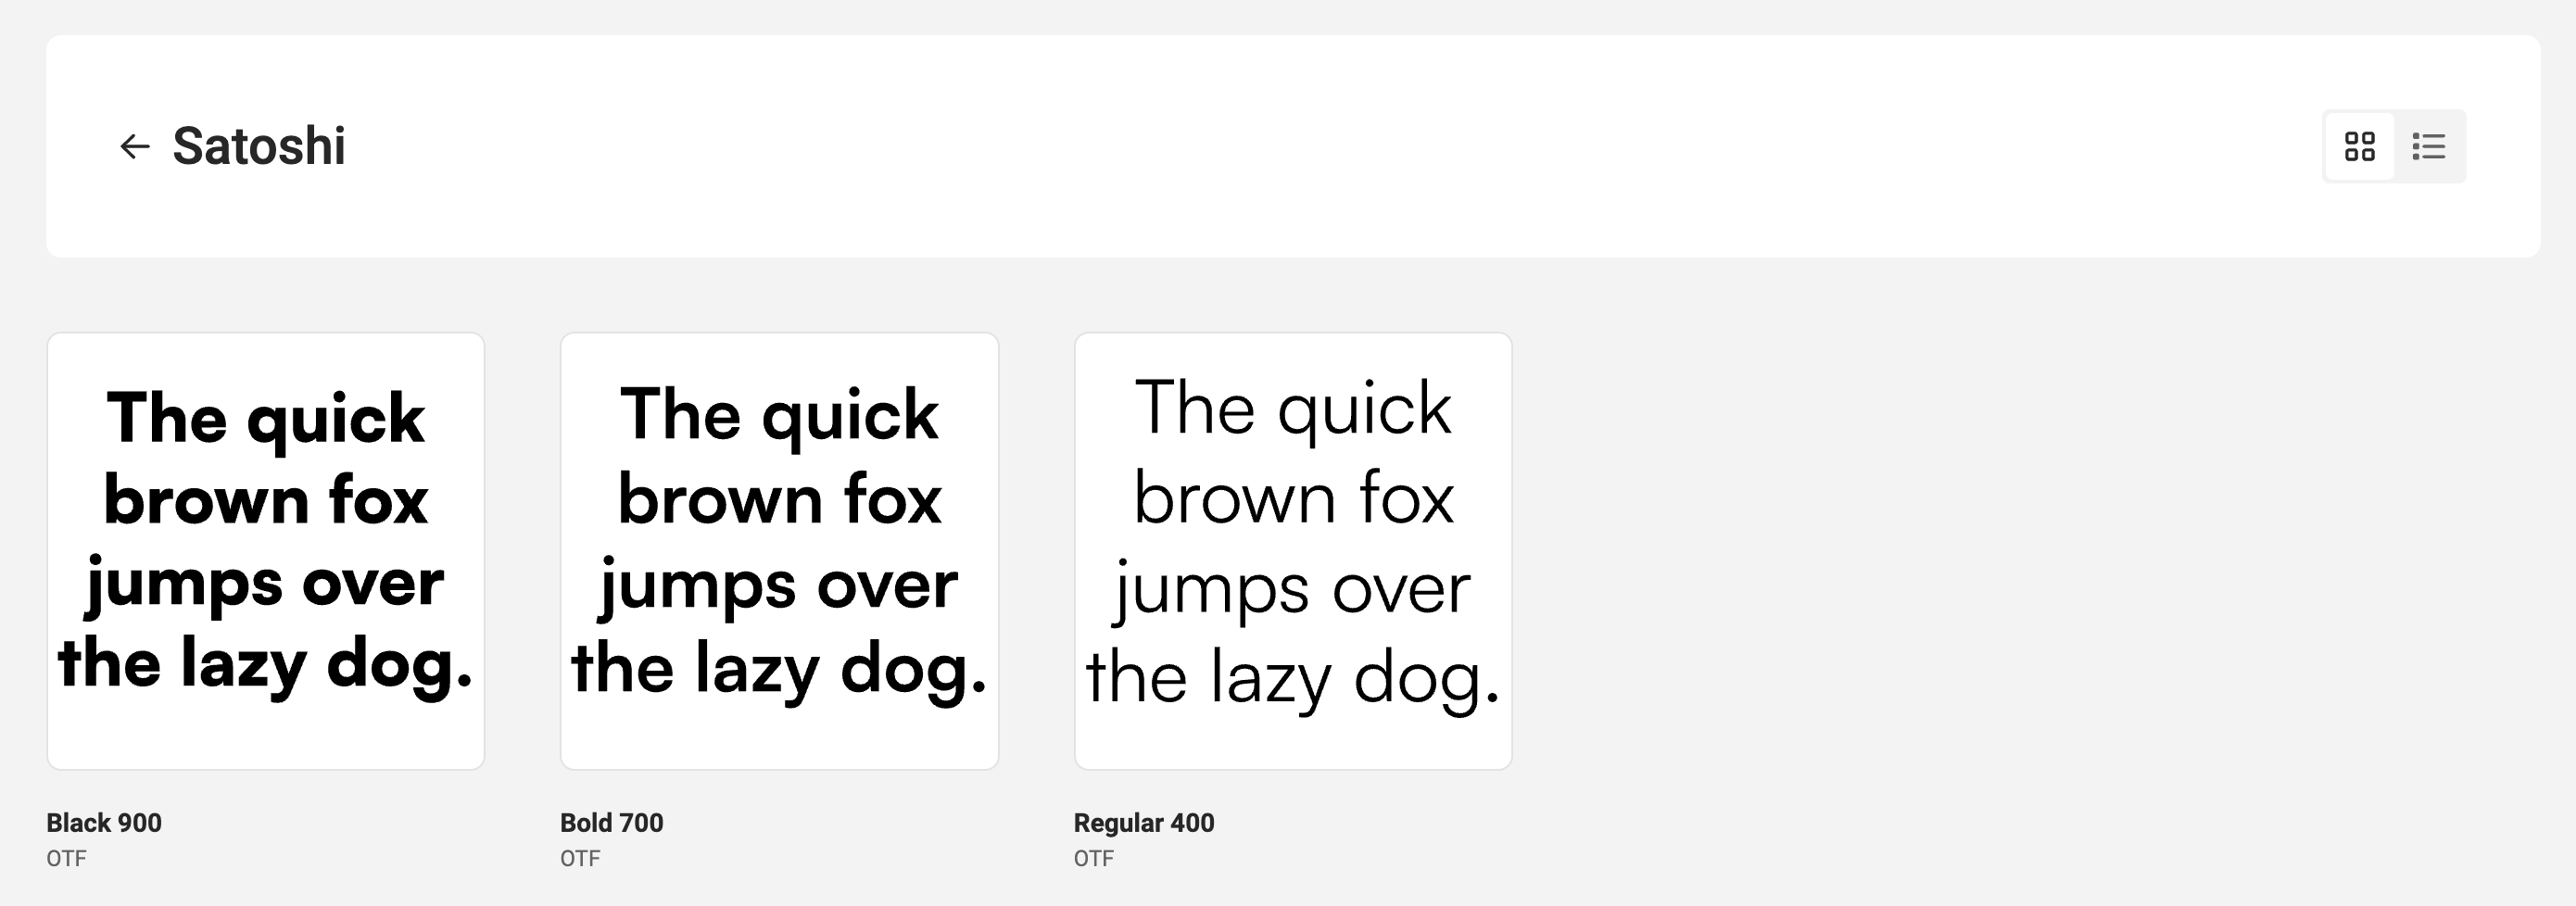 Satoshi
The quick
brown fox
jumps over
the lazy dog.
Black 900
OTF
The quick
brown fox
jumps over
the lazy dog.
Bold 700
OTF
The quick
brown fox
jumps over
the lazy dog.
Regular 400
OTF